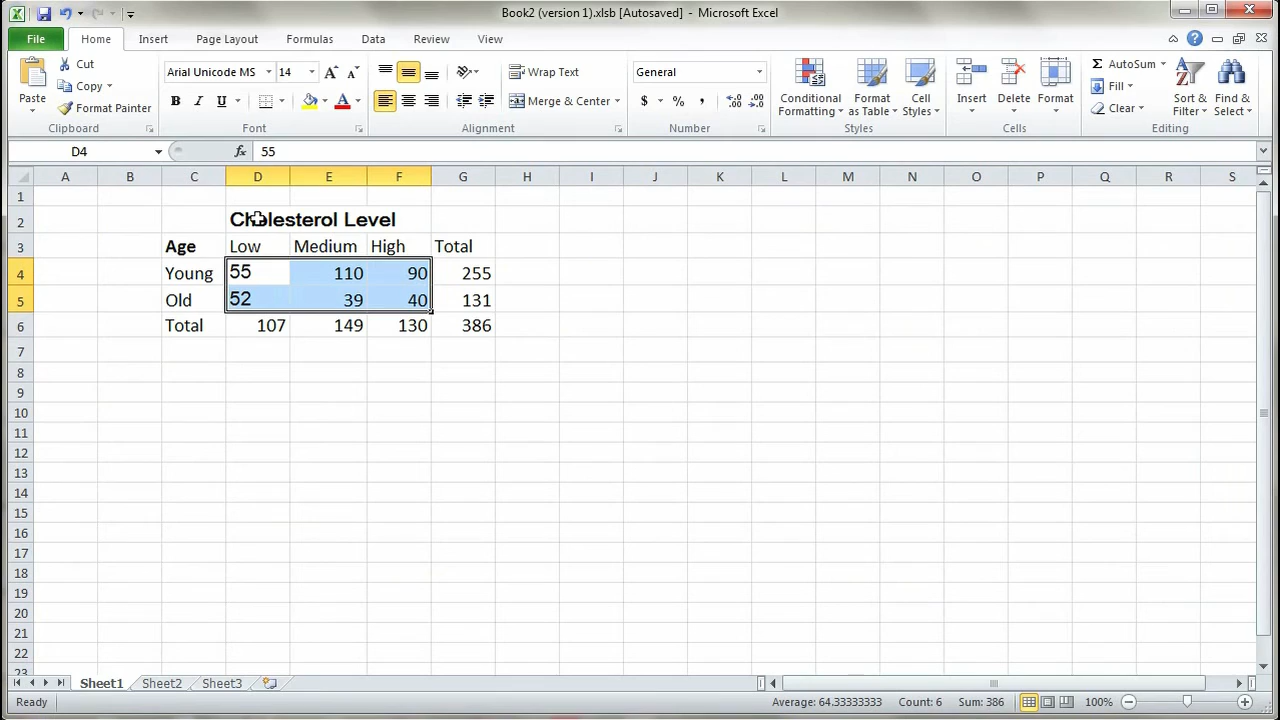 Book2 (version 1).xlsb [Autosaved] - Microsoft Excel
File Home Insert Page Layout Formulas Data Review View
Paste
Cut
Copy
Format Painter
Clipboard
Arial Unicode MS 14
B I U
Font
Wrap Text
Merge & Center
Alignment
General
$ % ,
Number
Conditional Formatting
Format as Table
Cell Styles
Styles
Insert Delete Format
Cells
Σ AutoSum
Fill
Clear
Sort & Filter
Find & Select
Editing
D4 fx 55
A B C D E F G H I J K L M N O P Q R S
1
2 Cholesterol Level
3 Age Low Medium High Total
4 Young 55 110 90 255
5 Old 52 39 40 131
6 Total 107 149 130 386
7
8
9
10
11
12
13
14
15
16
17
18
19
20
21
22
23
Sheet1 Sheet2 Sheet3
Ready Average: 64.33333333 Count: 6 Sum: 386 100%